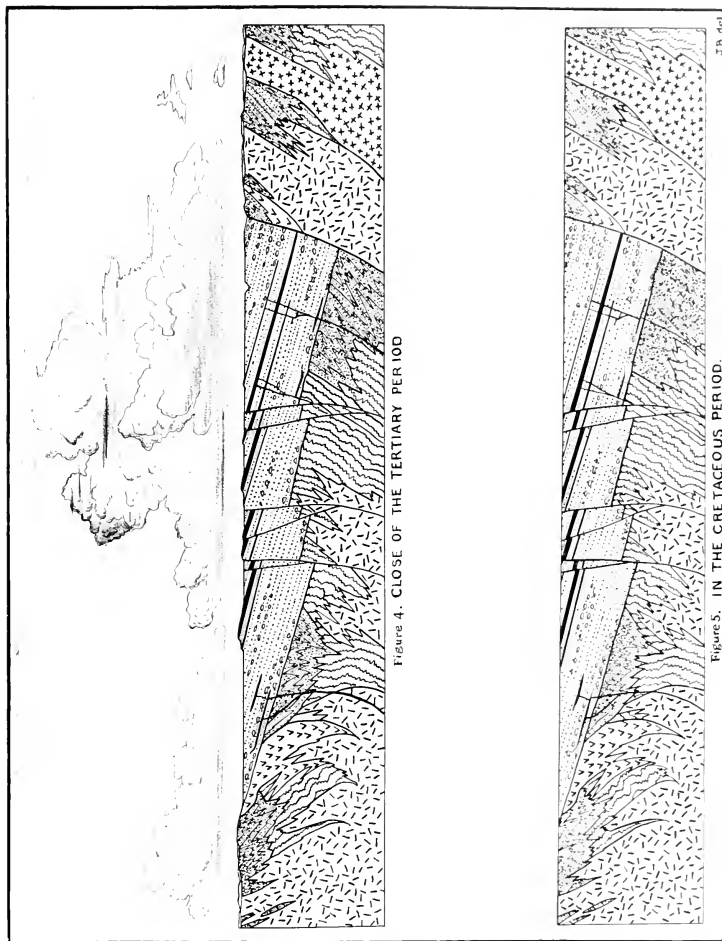 Figure 4. CLOSE OF THE TERTIARY PERIOD
Figure 5. IN THE CRETACEOUS PERIOD.